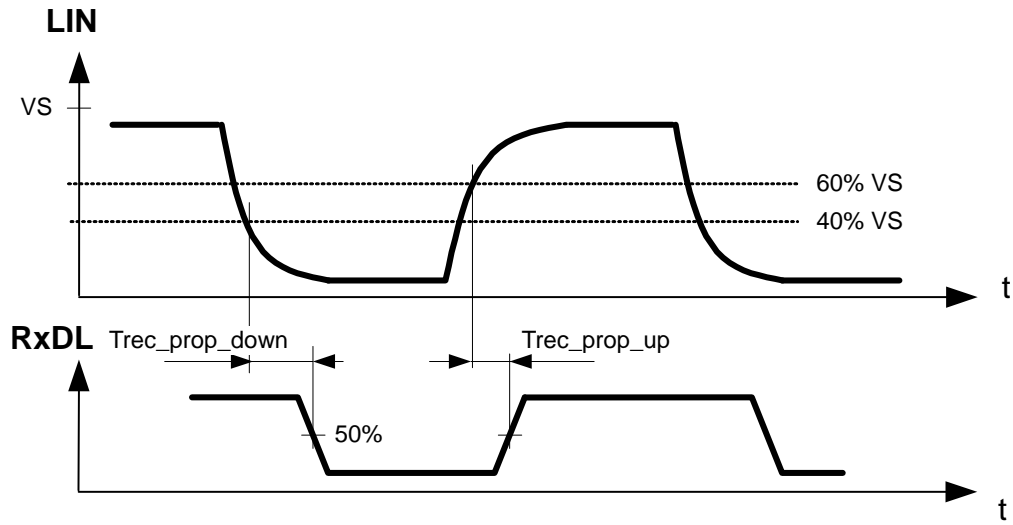 LIN
VS
60% VS
40% VS
t
RxDL
Trec_prop_down
Trec_prop_up
50%
t